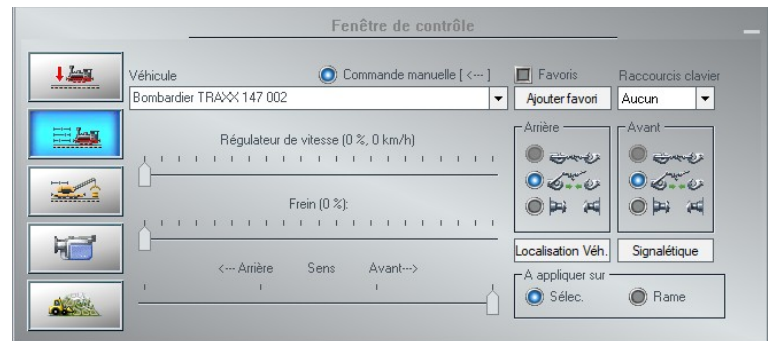 Fenêtre de contrôle
Véhicule
Commande manuelle [ <--- ]
Favoris
Raccourcis clavier
Bombardier TRAXX 147 002
Ajouter favori
Aucun
Régulateur de vitesse (0 %, 0 km/h)
Arrière
Avant
Frein (0 %):
<--- Arrière Sens Avant--->
Localisation Véh.
Signalétique
A appliquer sur
Sélec.
Rame